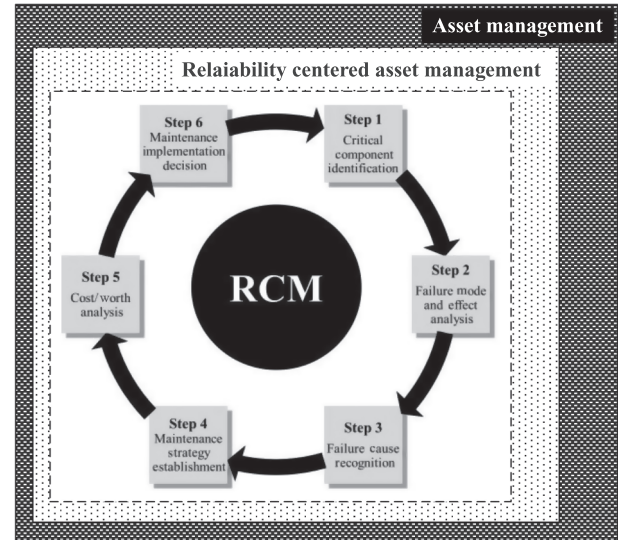 Asset management
Relaiability centered asset management
Step 6
Maintenance
implementation
decision
Step 1
Critical
component
identification
Step 5
Cost/worth
analysis
RCM
Step 2
Failure mode
and effect
analysis
Step 4
Maintenance
strategy
establishment
Step 3
Failure cause
recognition